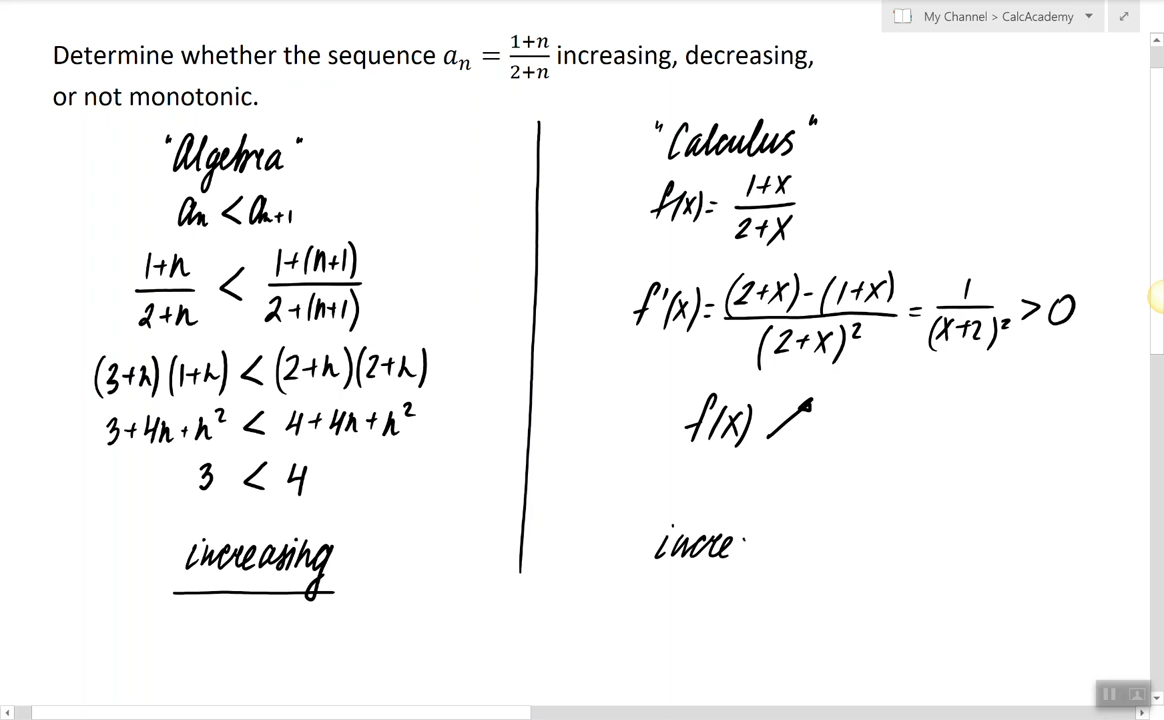 My Channel > CalcAcademy
Determine whether the sequence aₙ = (1+n)/(2+n) increasing, decreasing,
or not monotonic.
"Algebra"
aₙ < aₙ₊₁
(1+n)/(2+n) < (1+(n+1))/(2+(n+1))
(3+n)(1+n) < (2+n)(2+n)
3+4n+n² < 4+4n+n²
3 < 4
increasing
"Calculus"
f(x)= (1+x)/(2+x)
f'(x)= ((2+x)-(1+x))/(2+x)² = 1/(x+2)² >0
f(x) ↗
incre